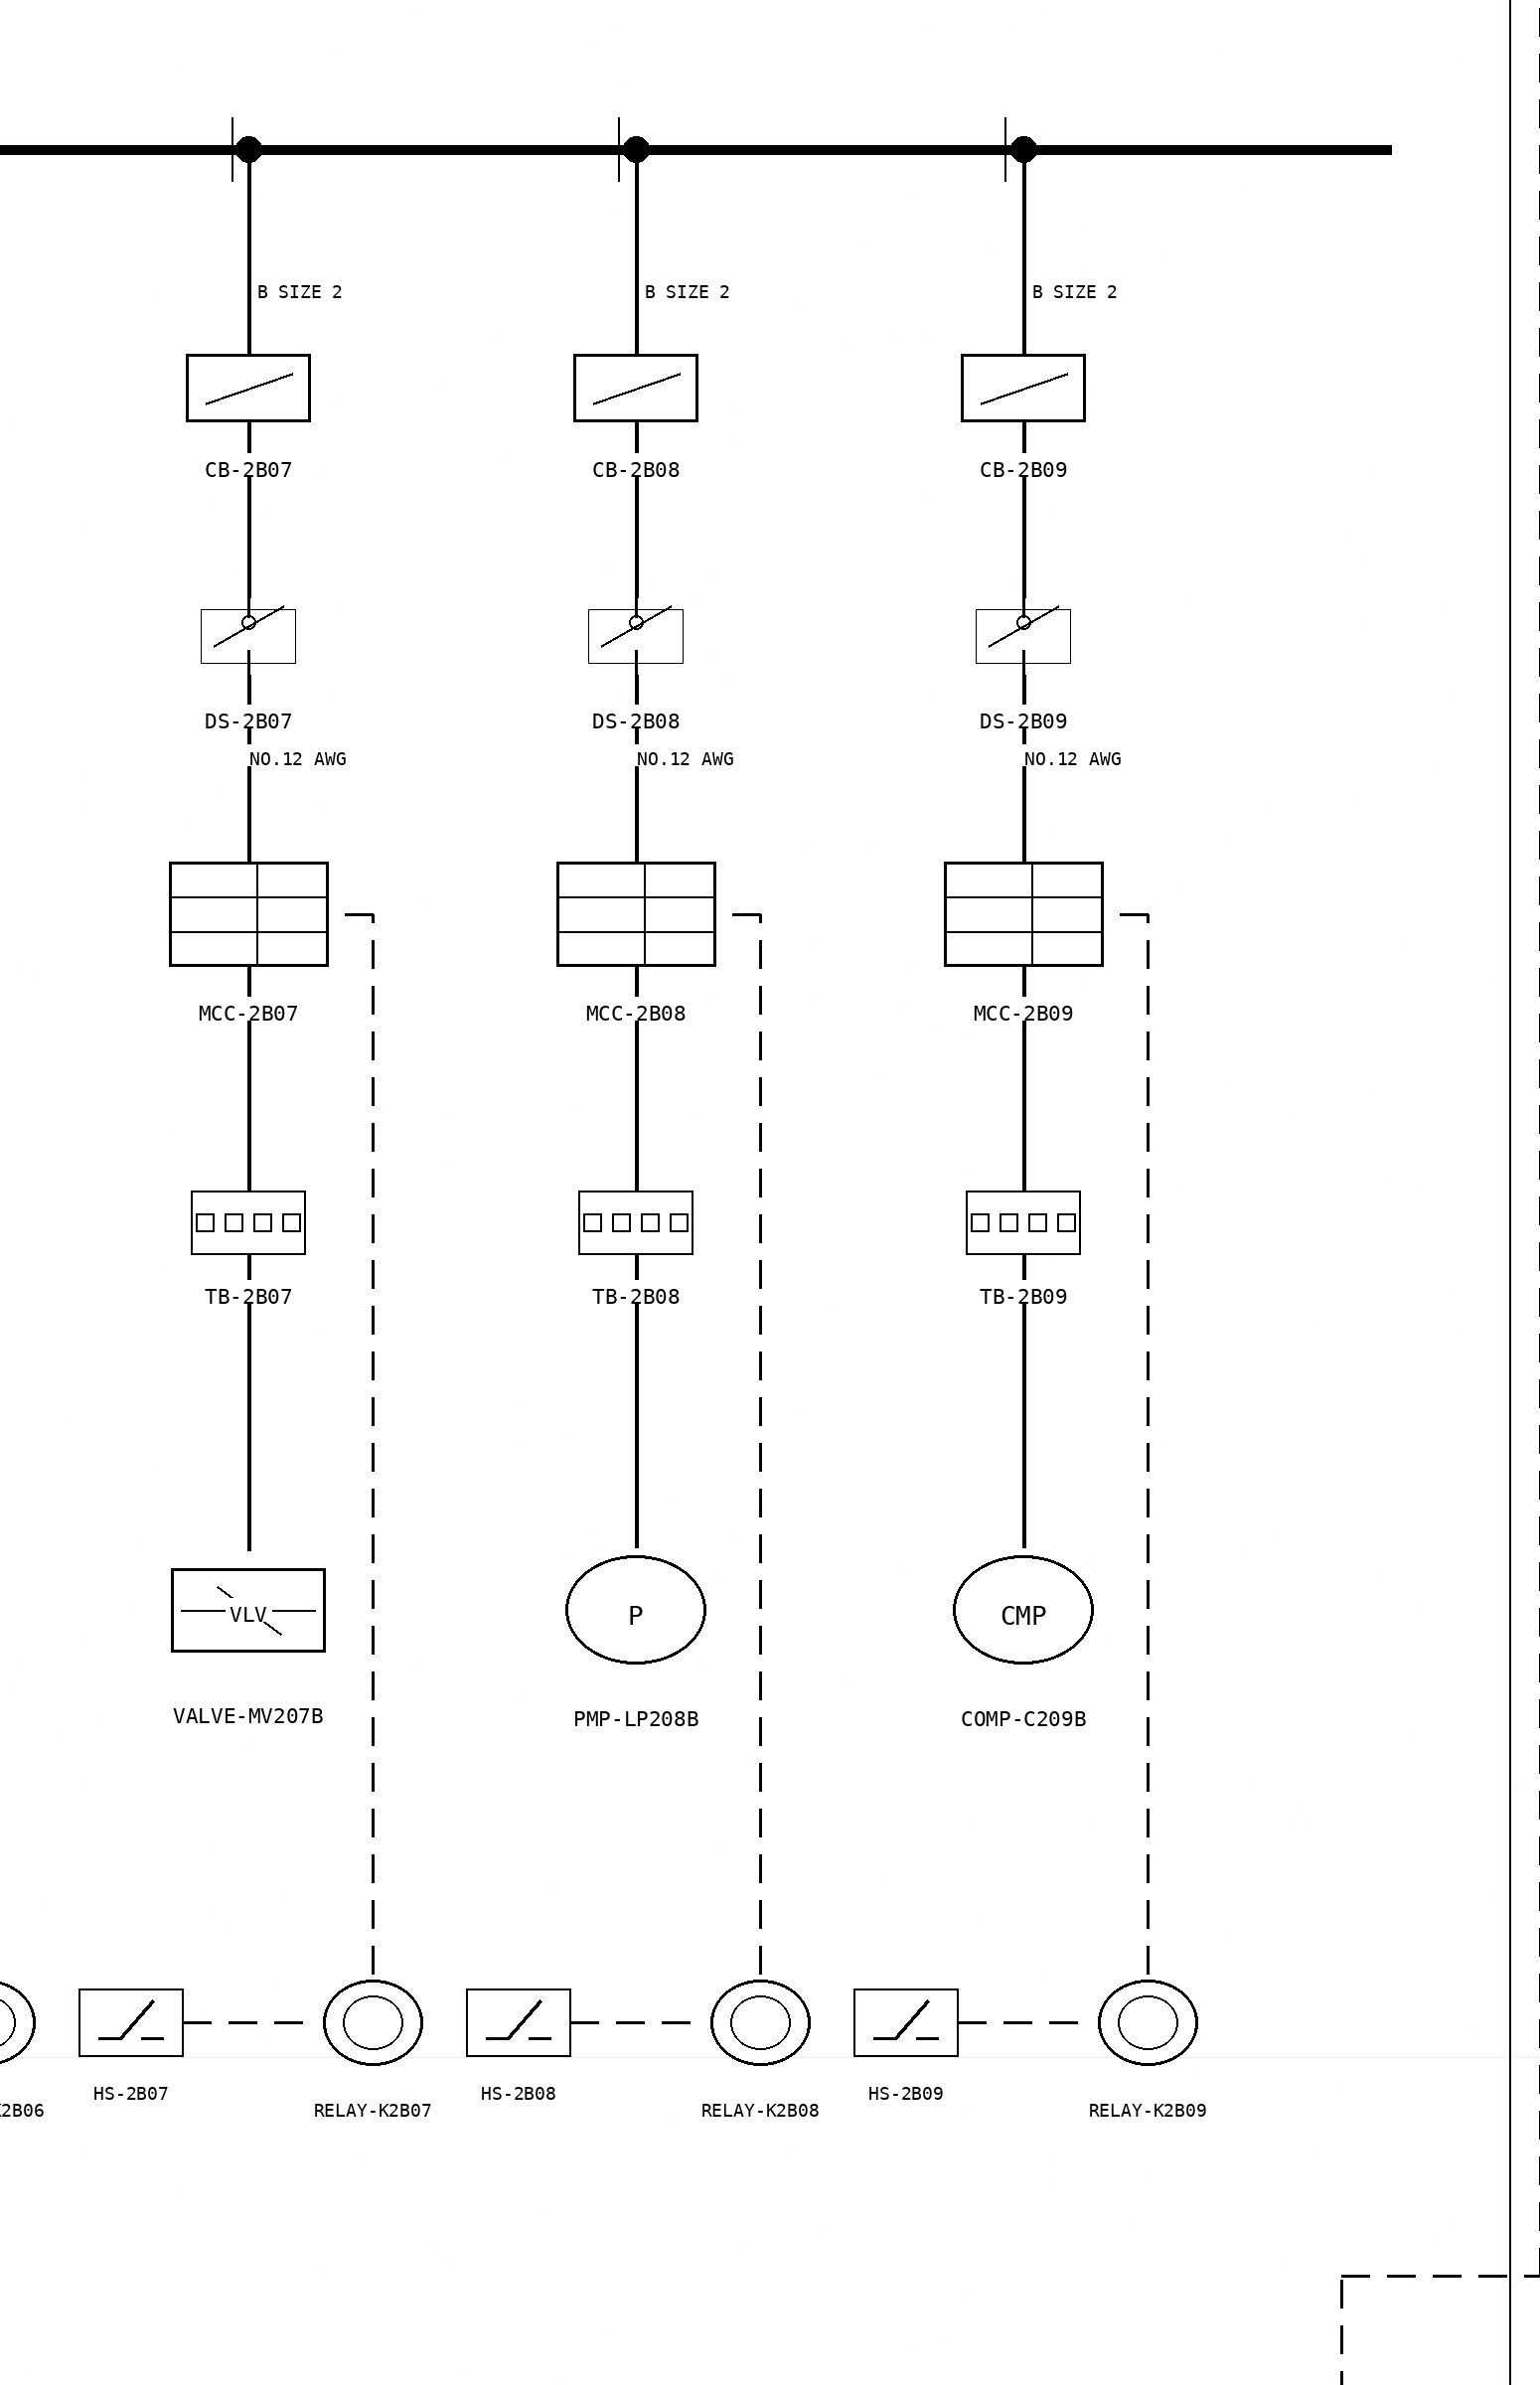 B SIZE 2 B SIZE 2 B SIZE 2
CB-2B07 CB-2B08 CB-2B09
DS-2B07 DS-2B08 DS-2B09
NO.12 AWG NO.12 AWG NO.12 AWG
MCC-2B07 MCC-2B08 MCC-2B09
TB-2B07 TB-2B08 TB-2B09
VLV P CMP
VALVE-MV207B PMP-LP208B COMP-C209B
HS-2B07 HS-2B08 HS-2B09
2B06 RELAY-K2B07 RELAY-K2B08 RELAY-K2B09